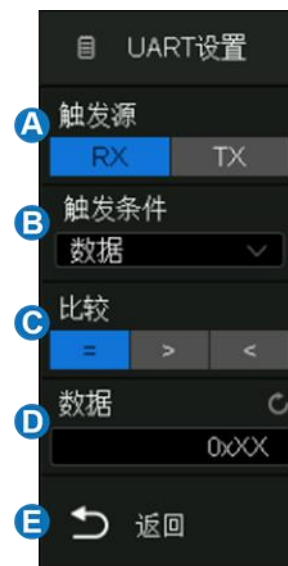 UART设置
A 触发源
RX TX
B 触发条件
数据
C 比较
= > <
D 数据
0xXX
E 返回